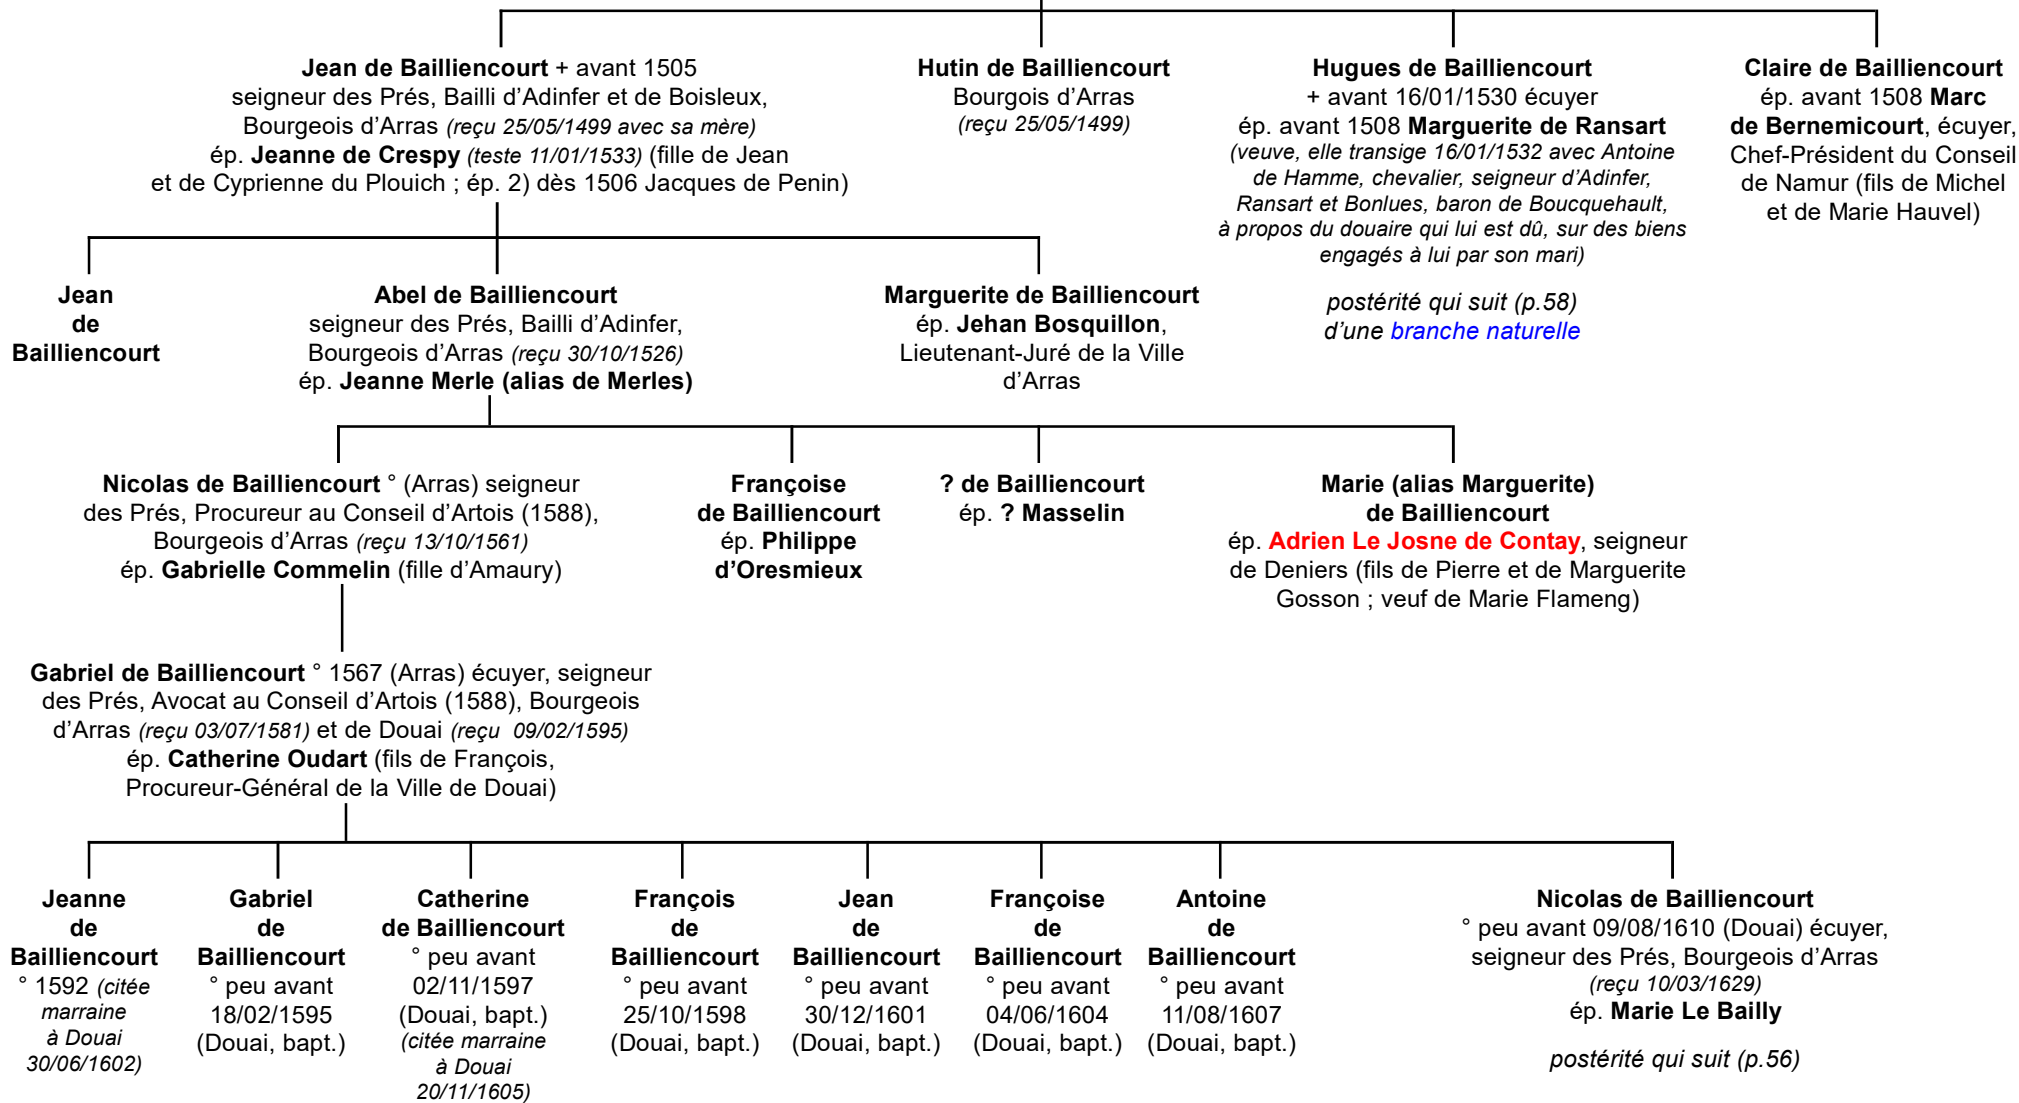 Jean de Bailliencourt + avant 1505
seigneur des Prés, Bailli d’Adinfer et de Boisleux,
Bourgeois d’Arras (reçu 25/05/1499 avec sa mère)
ép. Jeanne de Crespy (teste 11/01/1533) (fille de Jean
et de Cyprienne du Plouich ; ép. 2) dès 1506 Jacques de Penin)
Hutin de Bailliencourt
Bourgois d’Arras
(reçu 25/05/1499)
Hugues de Bailliencourt
+ avant 16/01/1530 écuyer
ép. avant 1508 Marguerite de Ransart
(veuve, elle transige 16/01/1532 avec Antoine
de Hamme, chevalier, seigneur d’Adinfer,
Ransart et Bonlues, baron de Boucquehault,
à propos du douaire qui lui est dû, sur des biens
engagés à lui par son mari)
postérité qui suit (p.58)
d’une branche naturelle
Claire de Bailliencourt
ép. avant 1508 Marc
de Bernemicourt, écuyer,
Chef-Président du Conseil
de Namur (fils de Michel
et de Marie Hauvel)
Jean
de
Bailliencourt
Abel de Bailliencourt
seigneur des Prés, Bailli d’Adinfer,
Bourgeois d’Arras (reçu 30/10/1526)
ép. Jeanne Merle (alias de Merles)
Marguerite de Bailliencourt
ép. Jehan Bosquillon,
Lieutenant-Juré de la Ville
d’Arras
Nicolas de Bailliencourt ° (Arras) seigneur
des Prés, Procureur au Conseil d’Artois (1588),
Bourgeois d’Arras (reçu 13/10/1561)
ép. Gabrielle Commelin (fille d’Amaury)
Françoise
de Bailliencourt
ép. Philippe
d’Oresmieux
? de Bailliencourt
ép. ? Masselin
Marie (alias Marguerite)
de Bailliencourt
ép. Adrien Le Josne de Contay, seigneur
de Deniers (fils de Pierre et de Marguerite
Gosson ; veuf de Marie Flameng)
Gabriel de Bailliencourt ° 1567 (Arras) écuyer, seigneur
des Prés, Avocat au Conseil d’Artois (1588), Bourgeois
d’Arras (reçu 03/07/1581) et de Douai (reçu 09/02/1595)
ép. Catherine Oudart (fils de François,
Procureur-Général de la Ville de Douai)
Jeanne
de
Bailliencourt
° 1592 (citée
marraine
à Douai
30/06/1602)
Gabriel
de
Bailliencourt
° peu avant
18/02/1595
(Douai, bapt.)
Catherine
de Bailliencourt
° peu avant
02/11/1597
(Douai, bapt.)
(citée marraine
à Douai
20/11/1605)
François
de
Bailliencourt
° peu avant
25/10/1598
(Douai, bapt.)
Jean
de
Bailliencourt
° peu avant
30/12/1601
(Douai, bapt.)
Françoise
de
Bailliencourt
° peu avant
04/06/1604
(Douai, bapt.)
Antoine
de
Bailliencourt
° peu avant
11/08/1607
(Douai, bapt.)
Nicolas de Bailliencourt
° peu avant 09/08/1610 (Douai) écuyer,
seigneur des Prés, Bourgeois d’Arras
(reçu 10/03/1629)
ép. Marie Le Bailly
postérité qui suit (p.56)